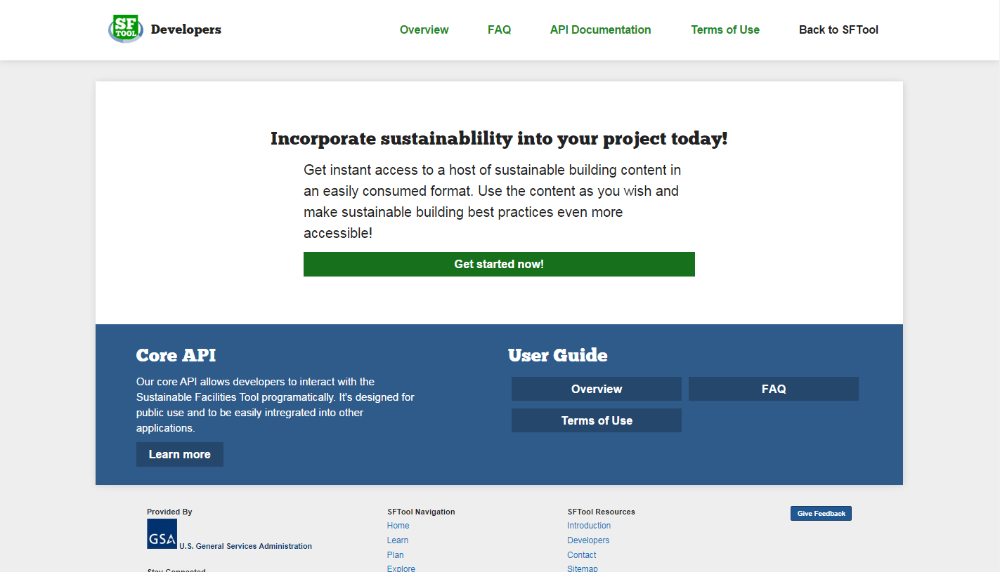 SF
TOOL
Developers
Overview
FAQ
API Documentation
Terms of Use
Back to SFTool
Incorporate sustainablility into your project today!
Get instant access to a host of sustainable building content in
an easily consumed format. Use the content as you wish and
make sustainable building best practices even more
accessible!
Get started now!
Core API
Our core API allows developers to interact with the
Sustainable Facilities Tool programatically. It's designed for
public use and to be easily intregrated into other
applications.
Learn more
User Guide
Overview
FAQ
Terms of Use
Provided By
GSA
U.S. General Services Administration
Stay Connected
SFTool Navigation
Home
Learn
Plan
Explore
SFTool Resources
Introduction
Developers
Contact
Sitemap
Give Feedback